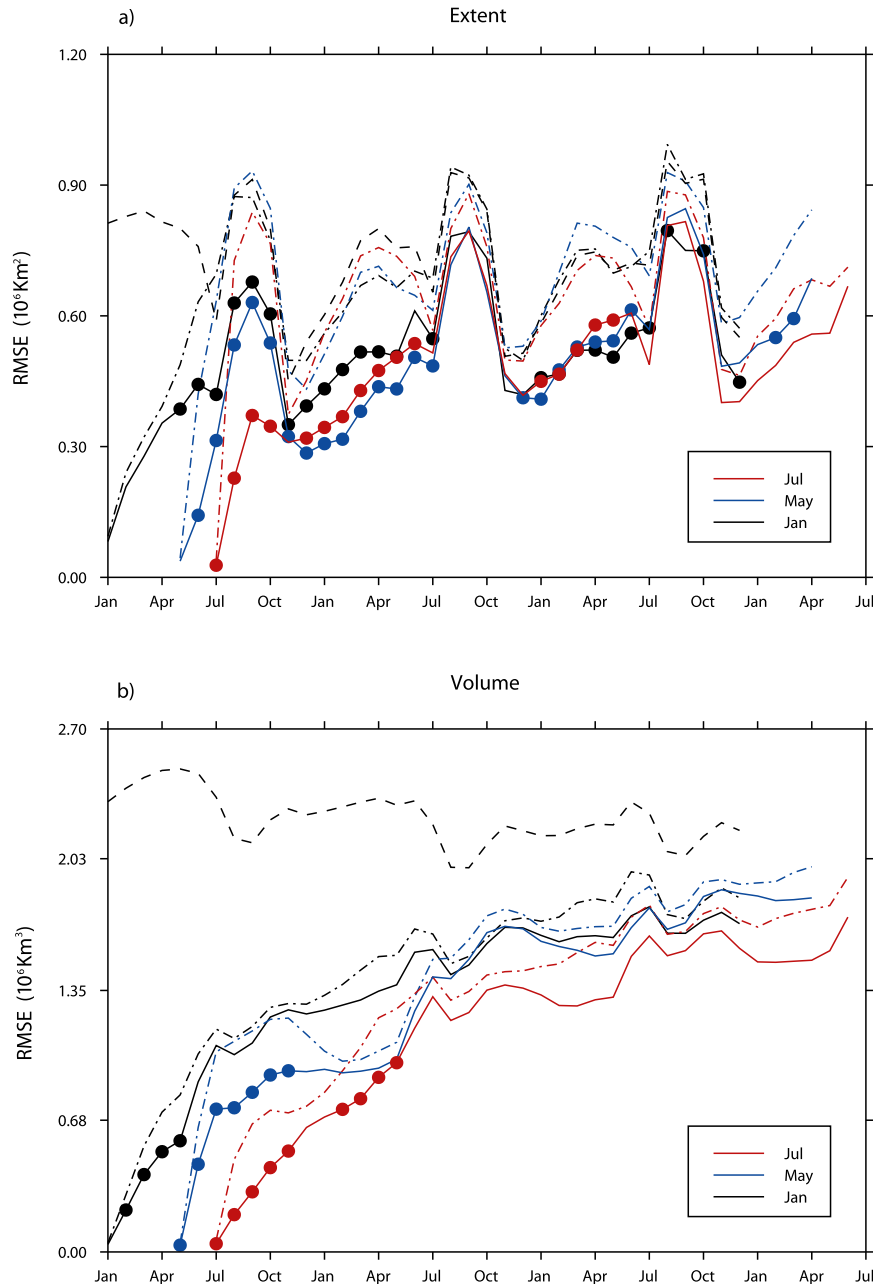 a) Extent
RMSE (10⁶Km²)
1.20
0.90
0.60
0.30
0.00
Jul
May
Jan
Jan Apr Jul Oct Jan Apr Jul Oct Jan Apr Jul Oct Jan Apr Jul
b) Volume
RMSE (10⁶Km³)
2.70
2.03
1.35
0.68
0.00
Jul
May
Jan
Jan Apr Jul Oct Jan Apr Jul Oct Jan Apr Jul Oct Jan Apr Jul